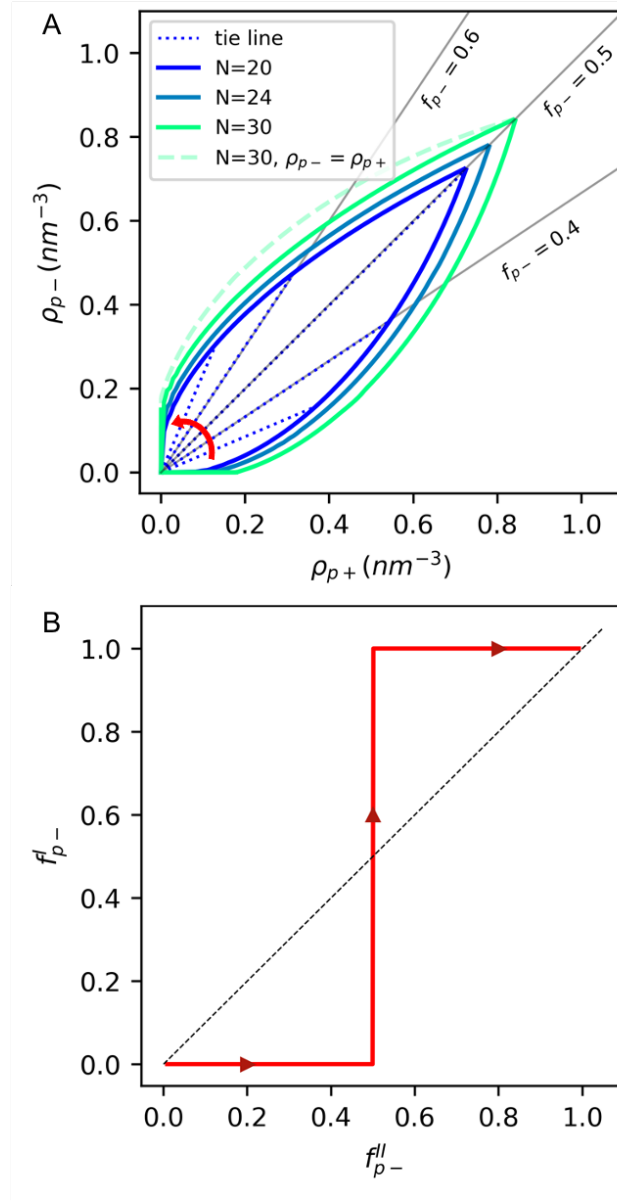 A
1.0
0.8
0.6
0.4
0.2
0.0
ρp− (nm−3)
tie line
N=20
N=24
N=30
N=30, ρp− = ρp+
fp− = 0.6
fp− = 0.5
fp− = 0.4
0.0 0.2 0.4 0.6 0.8 1.0
ρp+ (nm−3)
B
1.0
0.8
0.6
0.4
0.2
0.0
fIp−
0.0 0.2 0.4 0.6 0.8 1.0
fIIp−